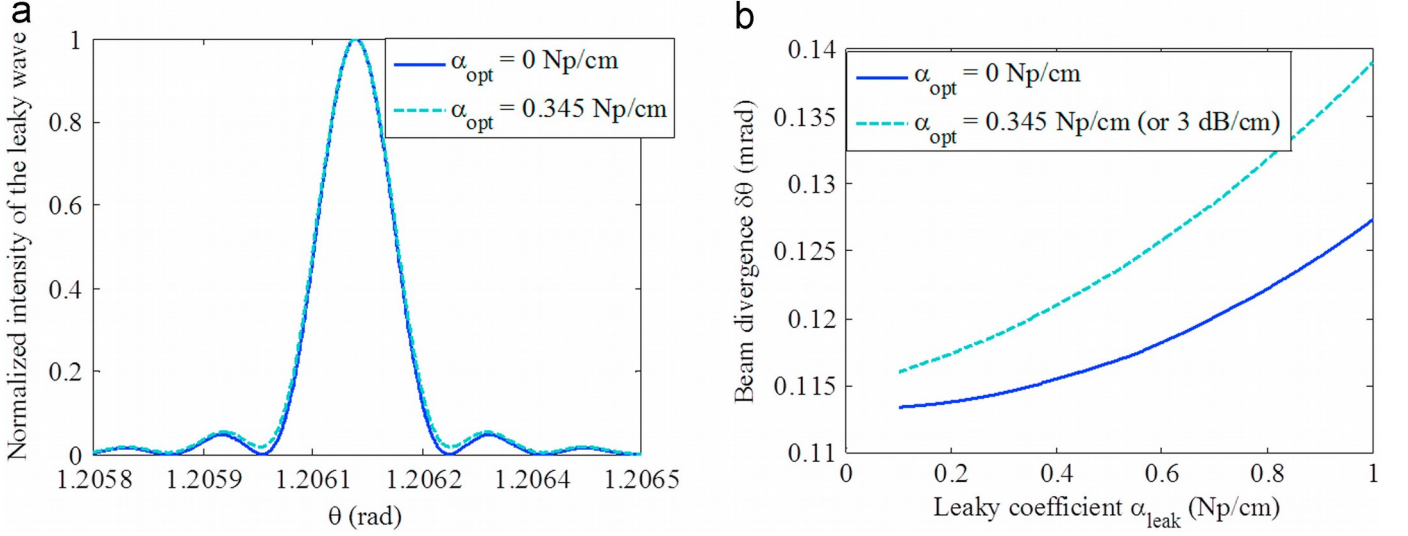 a
Normalized intensity of the leaky wave
1
0.8
0.6
0.4
0.2
0
1.2058
1.2059
1.2061
1.2062
1.2064
1.2065
θ (rad)
α_opt = 0 Np/cm
α_opt = 0.345 Np/cm
b
Beam divergence δθ (mrad)
0.14
0.135
0.13
0.125
0.12
0.115
0.11
0
0.2
0.4
0.6
0.8
1
Leaky coefficient α_leak (Np/cm)
α_opt = 0 Np/cm
α_opt = 0.345 Np/cm (or 3 dB/cm)